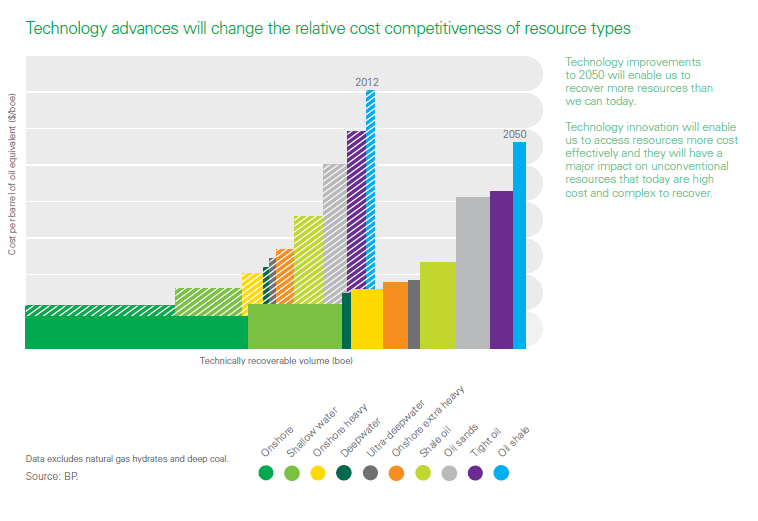 Technology advances will change the relative cost competitiveness of resource types
Technology improvements
to 2050 will enable us to
recover more resources than
we can today.
Technology innovation will enable
us to access resources more cost
effectively and they will have a
major impact on unconventional
resources that today are high
cost and complex to recover.
2012
2050
Cost per barrel of oil equivalent ($/boe)
Technically recoverable volume (boe)
Onshore
Shallow water
Onshore heavy
Deepwater
Ultra-deepwater
Onshore extra heavy
Shale oil
Oil sands
Tight oil
Oil shale
Data excludes natural gas hydrates and deep coal.
Source: BP.